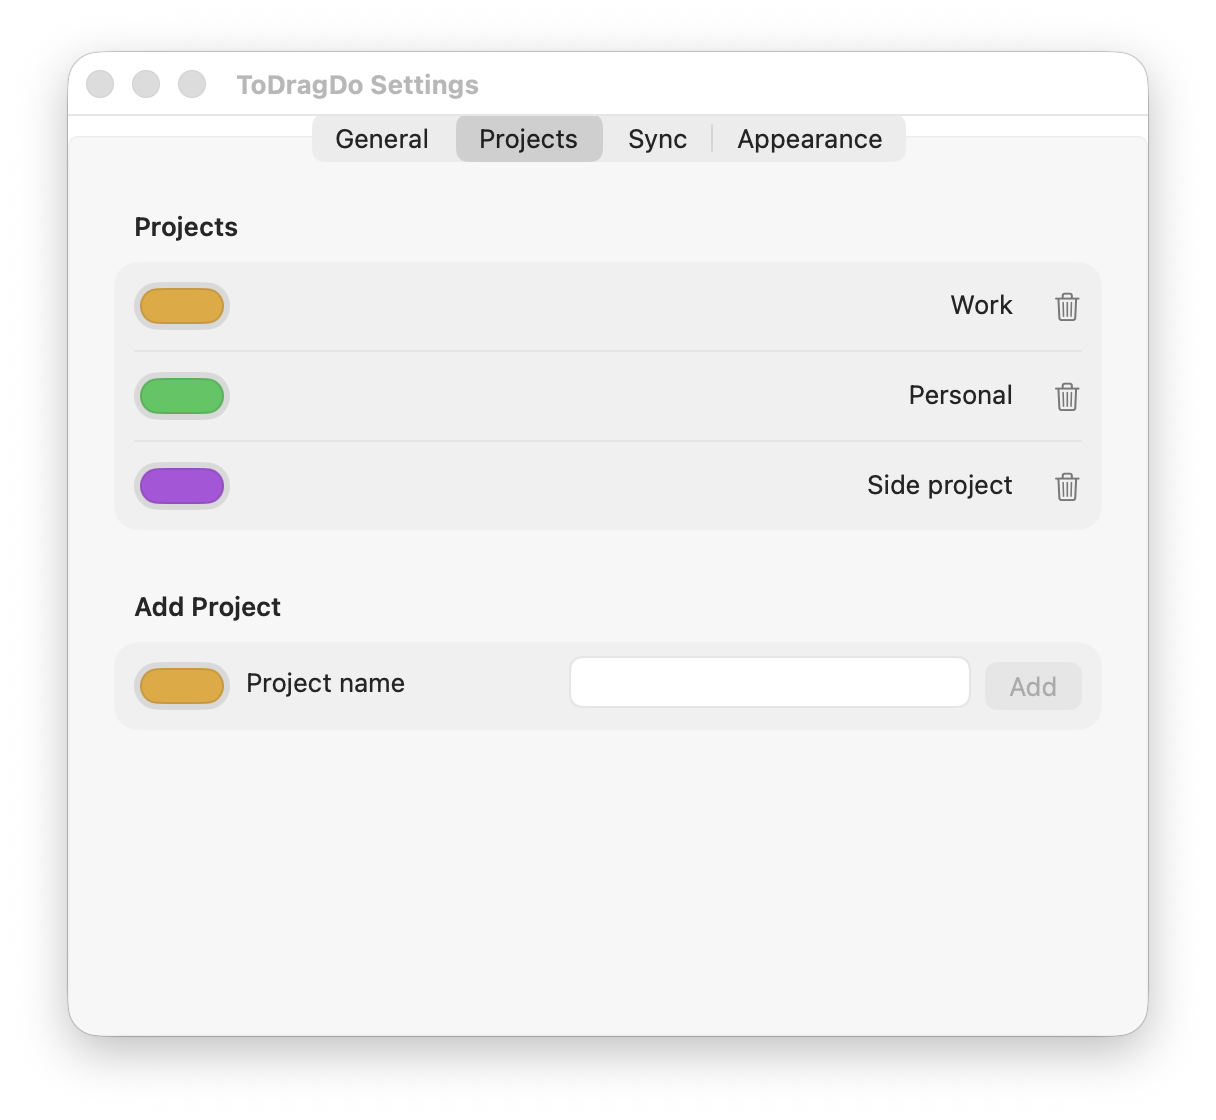 ToDragDo Settings
General Projects Sync Appearance
Projects
Work
Personal
Side project
Add Project
Project name Add